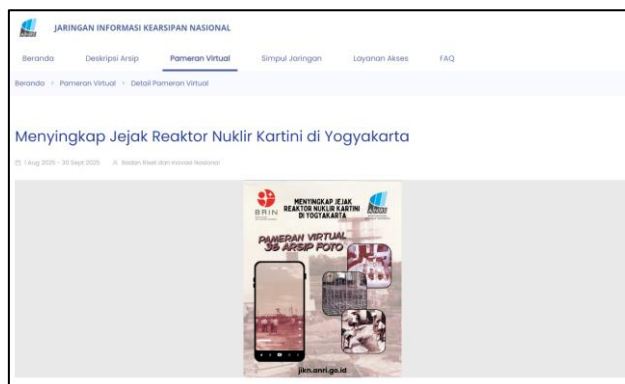 JARINGAN INFORMASI KEARSIPAN NASIONAL
Beranda Deskripsi Arsip Pameran Virtual Simpul Jaringan Layanan Akses FAQ
Beranda > Pameran Virtual > Detail Pameran Virtual
Menyingkap Jejak Reaktor Nuklir Kartini di Yogyakarta
1 Aug 2025 - 30 Sept 2025 Badan Riset dan Inovasi Nasional
BRIN
MENYINGKAP JEJAK
REAKTOR NUKLIR KARTINI
DI YOGYAKARTA
PAMERAN VIRTUAL
36 ARSIP FOTO
jikn.anri.go.id